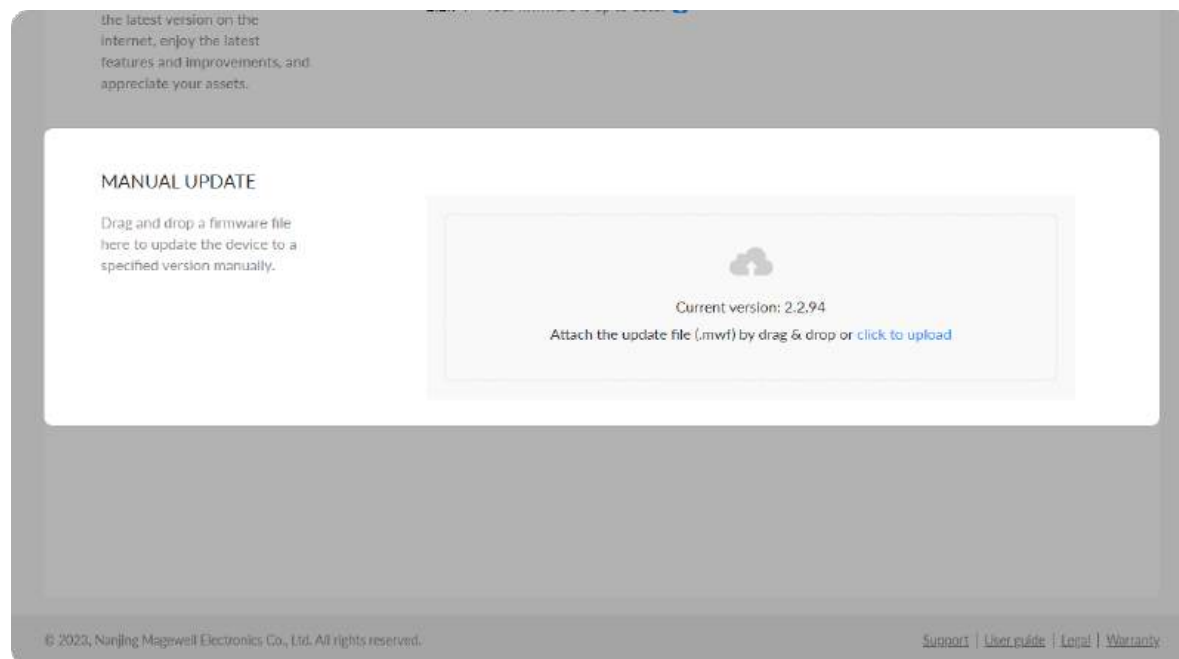 the latest version on the
internet, enjoy the latest
features and improvements, and
appreciate your assets.
MANUAL UPDATE
Drag and drop a firmware file
here to update the device to a
specified version manually.
Current version: 2.2.94
Attach the update file (.mwf) by drag & drop or click to upload
© 2023, Nanjing Magewell Electronics Co., Ltd. All rights reserved.
Support | User guide | Legal | Warranty